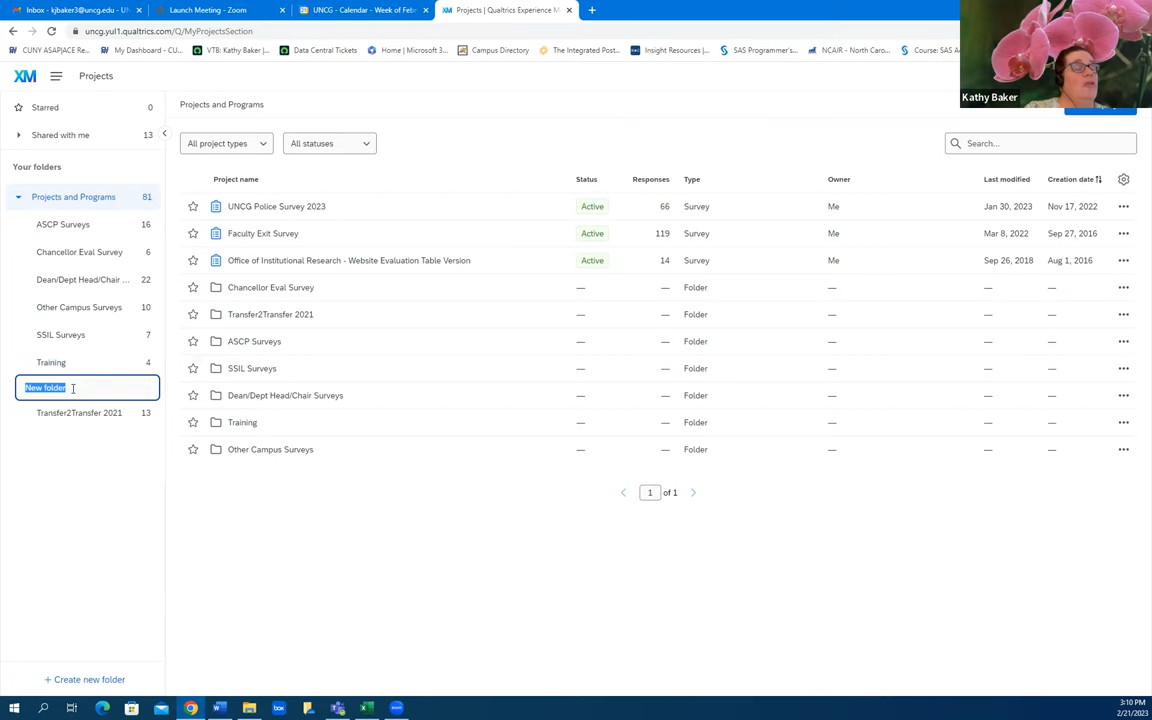 Inbox - kjbaker3@uncg.edu - UN
Launch Meeting - Zoom
UNCG - Calendar - Week of Febr
Projects | Qualtrics Experience M
uncg.yul1.qualtrics.com/Q/MyProjectsSection
CUNY ASAP|ACE Re...
My Dashboard - CU...
VTB: Kathy Baker |
Data Central Tickets
Home | Microsoft 3...
Campus Directory
The Integrated Post...
Insight Resources |...
SAS Programmer's...
NCAIR - North Caro...
Course: SAS A
XM
Projects
Kathy Baker
Starred 0
Shared with me 13
Your folders
Projects and Programs 81
ASCP Surveys 16
Chancellor Eval Survey 6
Dean/Dept Head/Chair ... 22
Other Campus Surveys 10
SSIL Surveys 7
Training 4
New folder
Transfer2Transfer 2021 13
+ Create new folder
Projects and Programs
All project types
All statuses
Search...
Project name Status Responses Type Owner Last modified Creation date
UNCG Police Survey 2023 Active 66 Survey Me Jan 30, 2023 Nov 17, 2022 •••
Faculty Exit Survey Active 119 Survey Me Mar 8, 2022 Sep 27, 2016 •••
Office of Institutional Research - Website Evaluation Table Version Active 14 Survey Me Sep 26, 2018 Aug 1, 2016 •••
Chancellor Eval Survey — — Folder — — — •••
Transfer2Transfer 2021 — — Folder — — — •••
ASCP Surveys — — Folder — — — •••
SSIL Surveys — — Folder — — — •••
Dean/Dept Head/Chair Surveys — — Folder — — — •••
Training — — Folder — — — •••
Other Campus Surveys — — Folder — — — •••
1 of 1
3:10 PM
2/21/2023